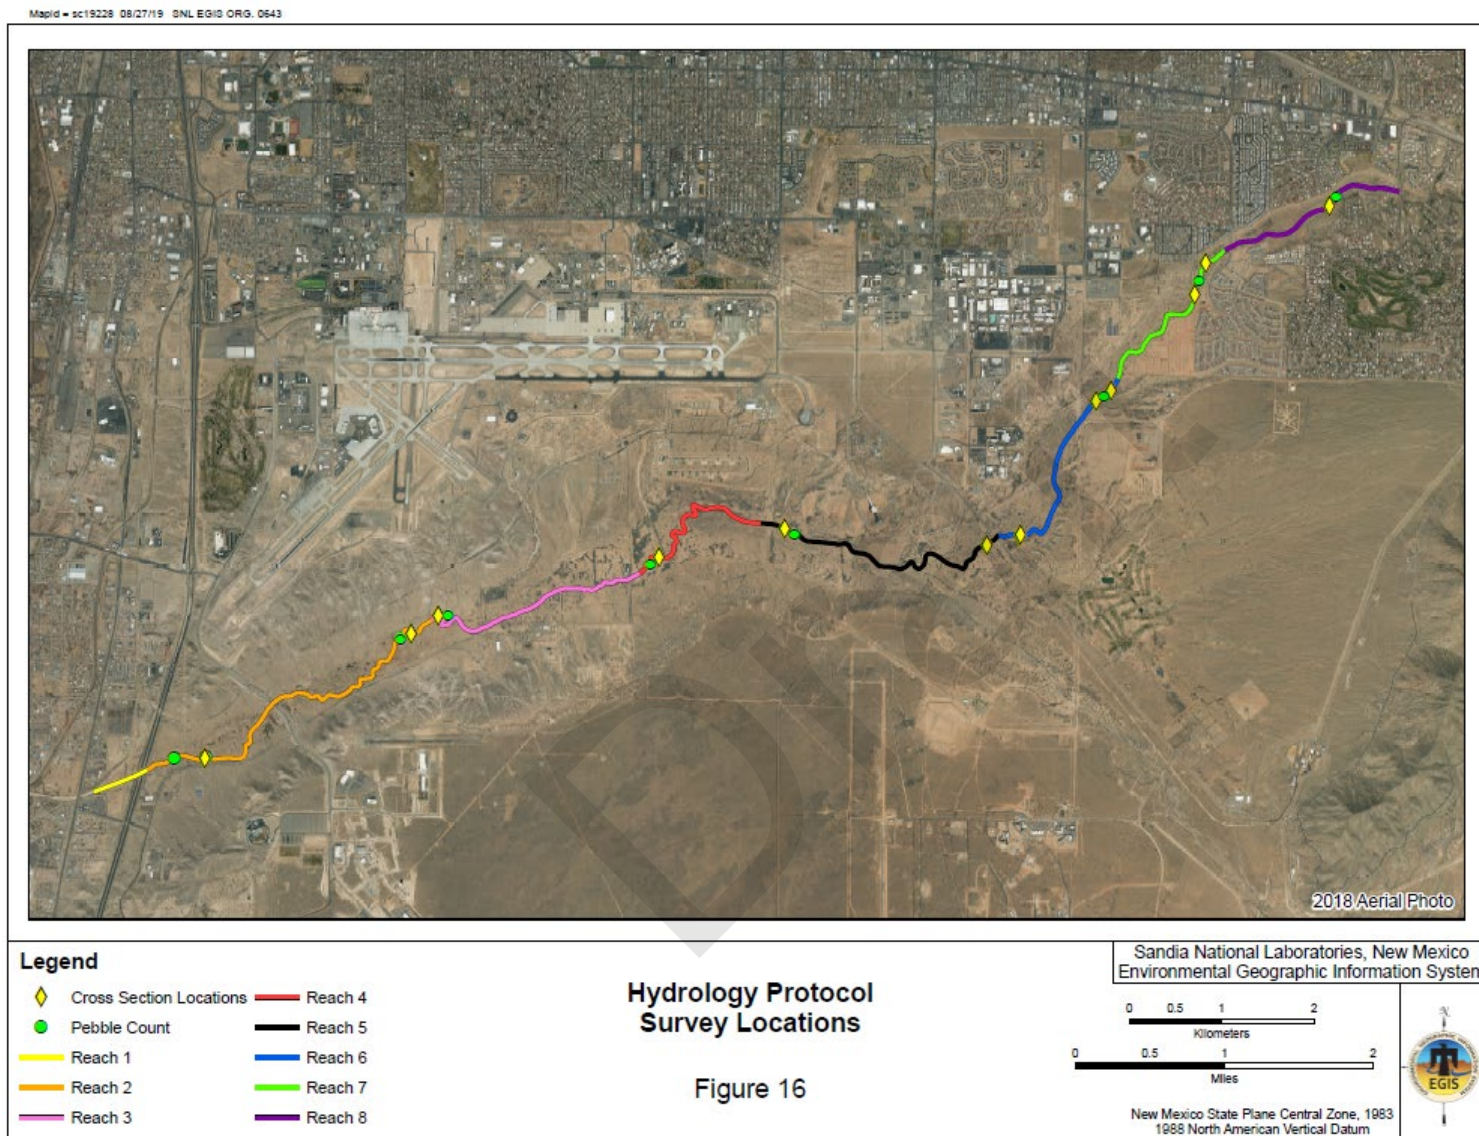 MapId = sc19228 08/27/19 SNL EGIS ORG. 0643
2018 Aerial Photo
Legend
Cross Section Locations
Pebble Count
Reach 1
Reach 2
Reach 3
Reach 4
Reach 5
Reach 6
Reach 7
Reach 8
Hydrology Protocol
Survey Locations
Figure 16
Sandia National Laboratories, New Mexico
Environmental Geographic Information System
0 0.5 1 2
Kilometers
0 0.5 1 2
Miles
New Mexico State Plane Central Zone, 1983
1988 North American Vertical Datum
N
EGIS